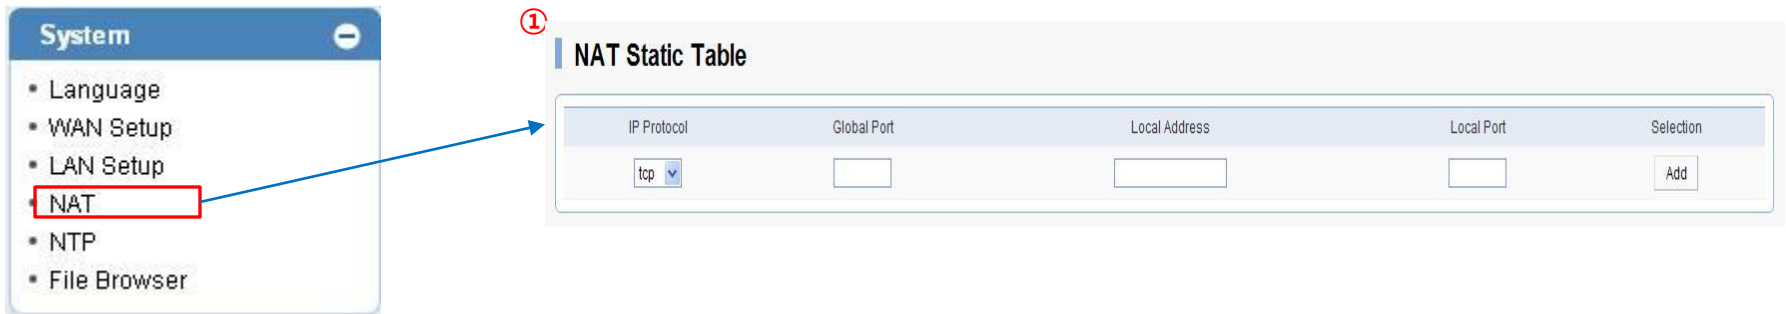 System
• Language
• WAN Setup
• LAN Setup
• NAT
• NTP
• File Browser
①
NAT Static Table
IP Protocol Global Port Local Address Local Port Selection
tcp Add